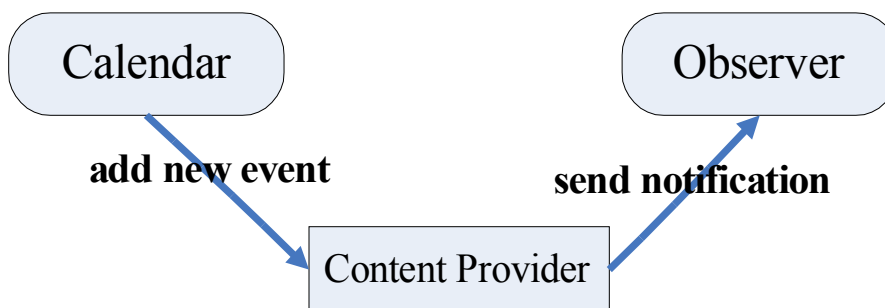 Calendar
Observer
add new event
send notification
Content Provider